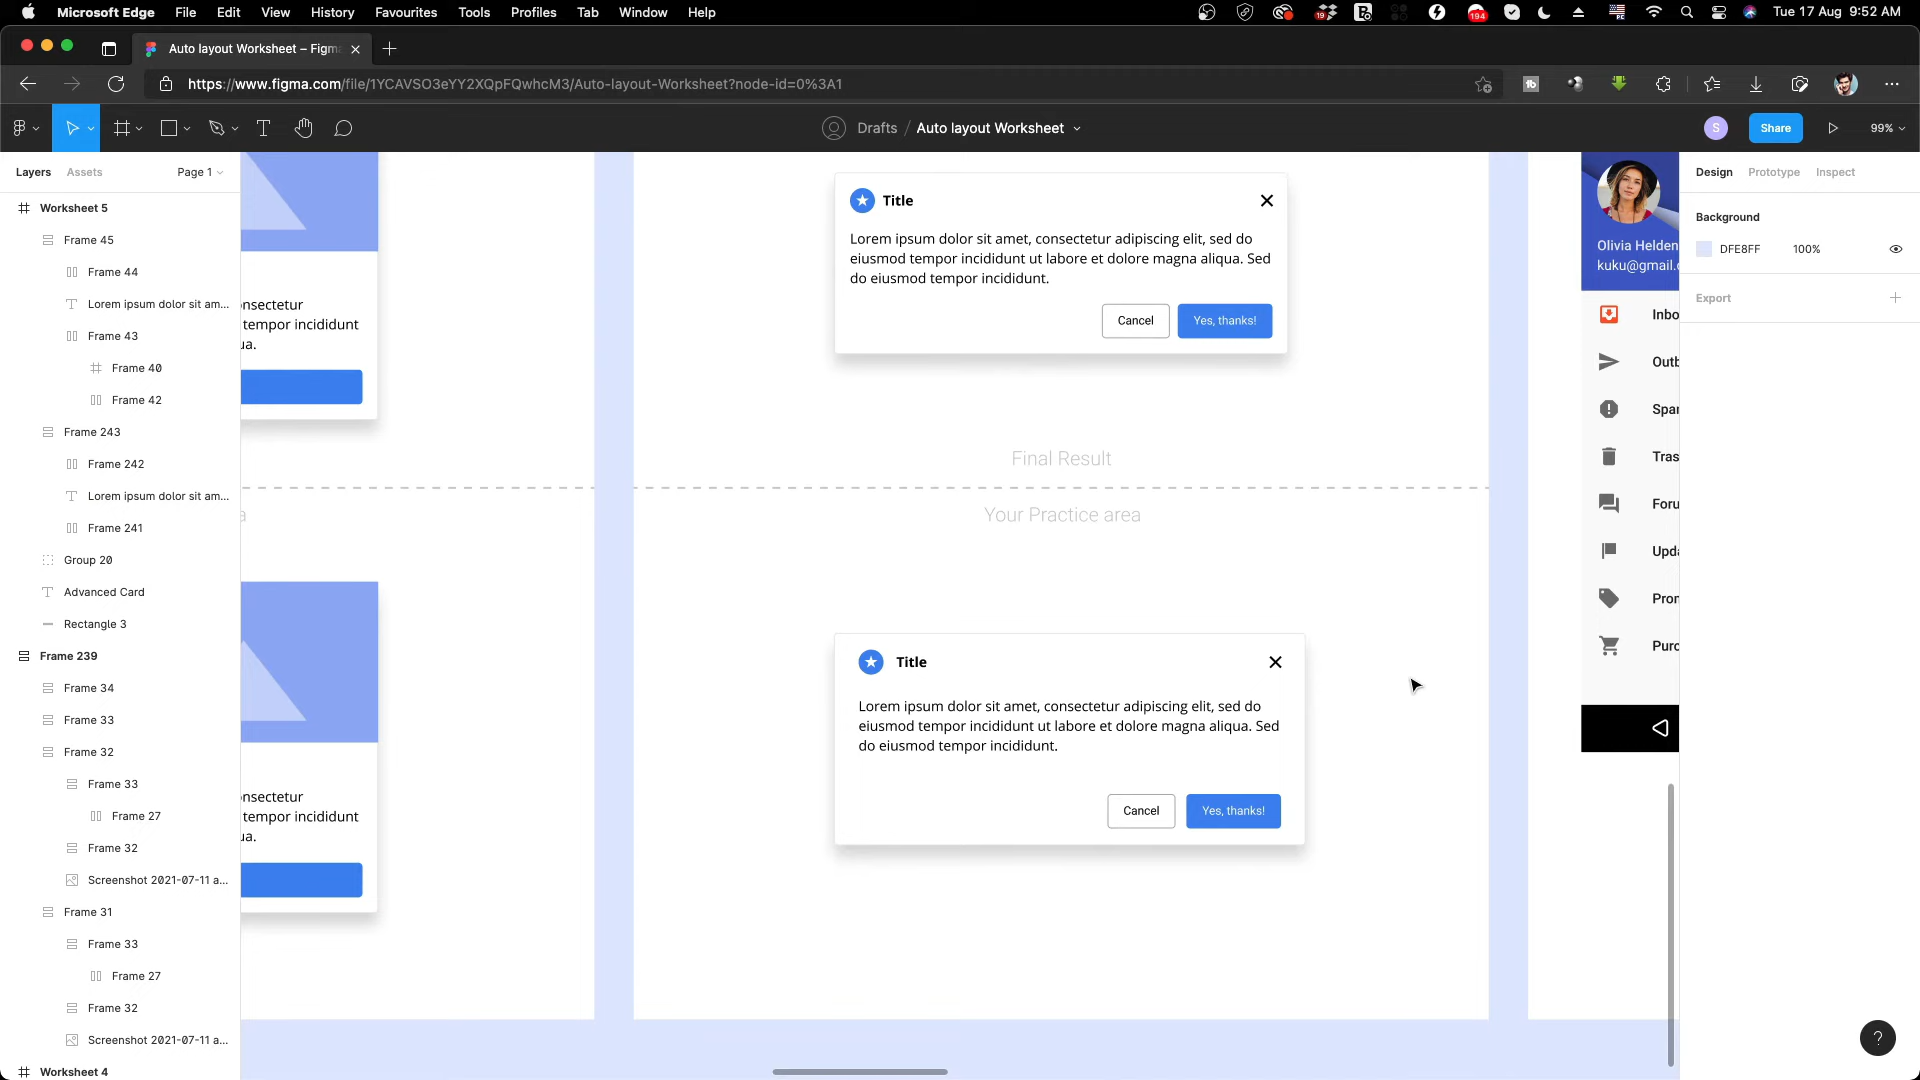 Microsoft Edge File Edit View History Favourites Tools Profiles Tab Window Help
19
194
Tue 17 Aug 9:52 AM
Auto layout Worksheet – Figm
https://www.figma.com/file/1YCAVSO3eYY2XQpFQwhcM3/Auto-layout-Worksheet?node-id=0%3A1
Drafts / Auto layout Worksheet
S
Share
99%
Layers Assets Page 1
Worksheet 5
Frame 45
Frame 44
Lorem ipsum dolor sit am...
Frame 43
Frame 40
Frame 42
Frame 243
Frame 242
Lorem ipsum dolor sit am...
Frame 241
Group 20
Advanced Card
Rectangle 3
Frame 239
Frame 34
Frame 33
Frame 32
Frame 33
Frame 27
Frame 32
Screenshot 2021-07-11 a...
Frame 31
Frame 33
Frame 27
Frame 32
Screenshot 2021-07-11 a...
Worksheet 4
onsectetur
tempor incididunt
ua.
a
onsectetur
tempor incididunt
ua.
Title
Lorem ipsum dolor sit amet, consectetur adipiscing elit, sed do
eiusmod tempor incididunt ut labore et dolore magna aliqua. Sed
do eiusmod tempor incididunt.
Cancel
Yes, thanks!
Final Result
Your Practice area
Title
Lorem ipsum dolor sit amet, consectetur adipiscing elit, sed do
eiusmod tempor incididunt ut labore et dolore magna aliqua. Sed
do eiusmod tempor incididunt.
Cancel
Yes, thanks!
Olivia Helden
kuku@gmail.
Inbo
Outb
Spa
Tras
Foru
Upda
Pron
Purc
Design Prototype Inspect
Background
DFE8FF 100%
Export
?